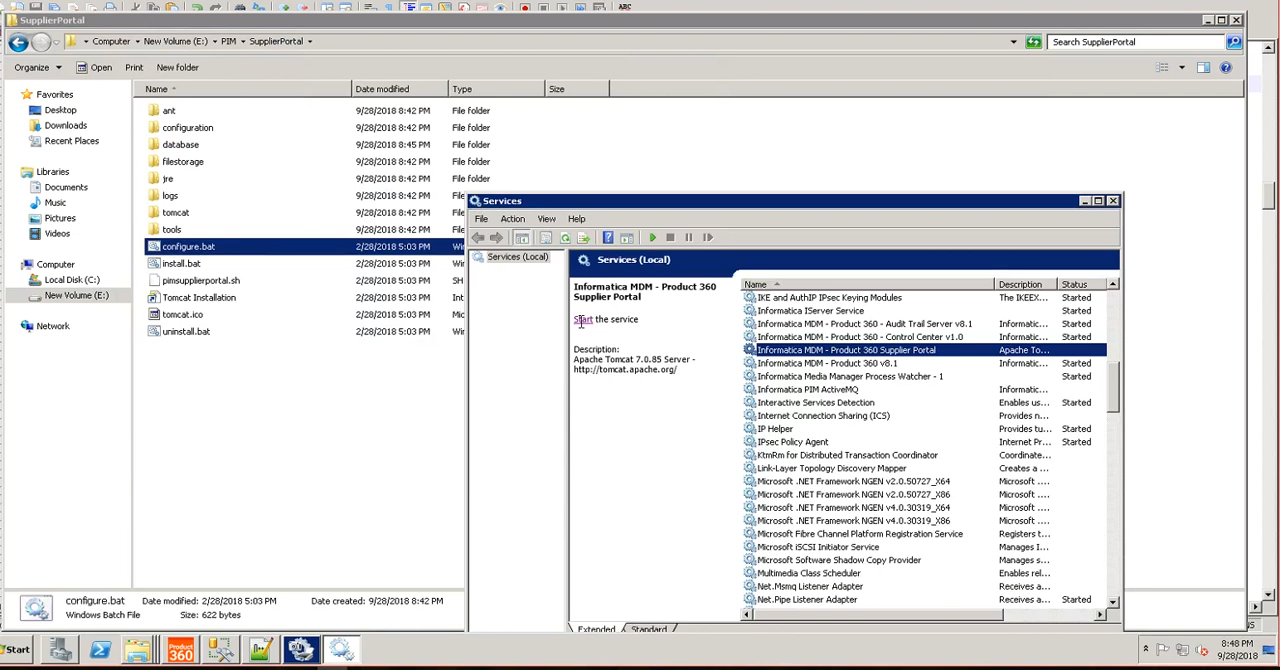 SupplierPortal
Computer New Volume (E:) PIM SupplierPortal
Search SupplierPortal
Organize Open Print New folder
Name Date modified Type Size
Favorites
Desktop
Downloads
Recent Places
Libraries
Documents
Music
Pictures
Videos
Computer
Local Disk (C:)
New Volume (E:)
Network
ant 9/28/2018 8:42 PM File folder
configuration 9/28/2018 8:42 PM File folder
database 9/28/2018 8:45 PM File folder
filestorage 9/28/2018 8:42 PM File folder
jre 9/28/2018 8:42 PM File folder
logs 9/28/2018 8:42 PM File folder
tomcat 9/28/2018 8:42 PM File folder
tools 9/28/2018 8:42 PM File folder
configure.bat 2/28/2018 5:03 PM Wi
install.bat 2/28/2018 5:03 PM Wi
pimsupplierportal.sh 2/28/2018 5:03 PM SH
Tomcat Installation 2/28/2018 5:03 PM Int
tomcat.ico 2/28/2018 5:03 PM Mic
uninstall.bat 2/28/2018 5:03 PM Wi
Services
File Action View Help
Services (Local)
Services (Local)
Informatica MDM - Product 360
Supplier Portal
Start the service
Description:
Apache Tomcat 7.0.85 Server -
http://tomcat.apache.org/
Name Description Status
IKE and AuthIP IPsec Keying Modules The IKEEX... Started
Informatica IServer Service Started
Informatica MDM - Product 360 - Audit Trail Server v8.1 Informatic... Started
Informatica MDM - Product 360 - Control Center v1.0 Informatic... Started
Informatica MDM - Product 360 Supplier Portal Apache To...
Informatica MDM - Product 360 v8.1 Informatic... Started
Informatica Media Manager Process Watcher - 1 Started
Informatica PIM ActiveMQ Informatic...
Interactive Services Detection Enables us... Started
Internet Connection Sharing (ICS) Provides n...
IP Helper Provides tu... Started
IPsec Policy Agent Internet Pr... Started
KtmRm for Distributed Transaction Coordinator Coordinate...
Link-Layer Topology Discovery Mapper Creates a ...
Microsoft .NET Framework NGEN v2.0.50727_X64 Microsoft ....
Microsoft .NET Framework NGEN v2.0.50727_X86 Microsoft ....
Microsoft .NET Framework NGEN v4.0.30319_X64 Microsoft ....
Microsoft .NET Framework NGEN v4.0.30319_X86 Microsoft ....
Microsoft Fibre Channel Platform Registration Service Registers t...
Microsoft iSCSI Initiator Service Manages I...
Microsoft Software Shadow Copy Provider Manages s...
Multimedia Class Scheduler Enables rel...
Net.Msmq Listener Adapter Receives a...
Net.Pipe Listener Adapter Receives a... Started
Extended Standard
configure.bat Date modified: 2/28/2018 5:03 PM Date created: 9/28/2018 8:42 PM
Windows Batch File Size: 622 bytes
Start
Product
360
8:48 PM
9/28/2018